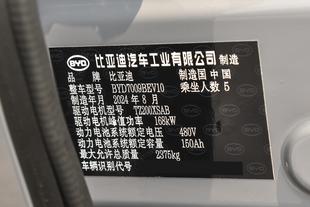 BYD 比亚迪汽车工业有限公司 制造
品牌 比亚迪 制造国 中国
整车型号 BYD7009BEV10 乘坐人数 5
制造年月 2024年8月
驱动电机型号 TZ200XSAB
驱动电机峰值功率 168kW
动力电池系统额定电压 480V
动力电池系统额定容量 150Ah
最大允许总质量 2375kg
车辆识别代号